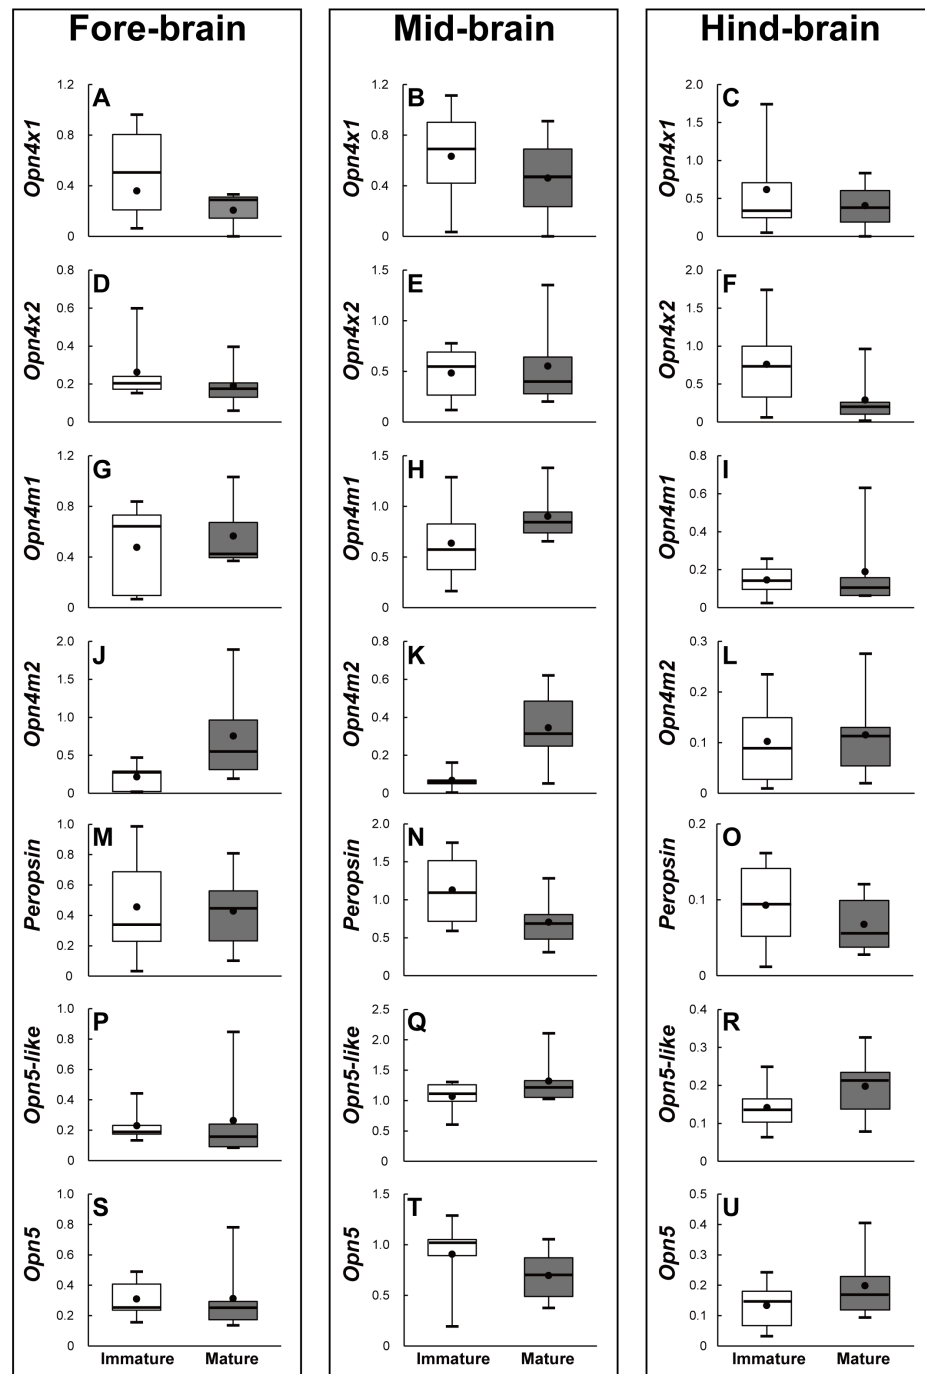 Fore-brain Mid-brain Hind-brain
A B C
Opn4x1 Opn4x1 Opn4x1
1.2 1.2 2.0
0.8 0.8 1.5
0.4 0.4 1.0
0 0 0.5
0
D E F
Opn4x2 Opn4x2 Opn4x2
0.8 1.5 2.0
0.6 1.0 1.5
0.4 0.5 1.0
0.2 0 0.5
0 0
G H I
Opn4m1 Opn4m1 Opn4m1
1.2 1.5 0.8
0.8 1.0 0.6
0.4 0.5 0.4
0 0 0.2
0
J K L
Opn4m2 Opn4m2 Opn4m2
2.0 0.8 0.3
1.5 0.6 0.2
1.0 0.4 0.1
0.5 0.2 0
0 0
M N O
Peropsin Peropsin Peropsin
1.0 2.0 0.2
0.8 1.5 0.1
0.6 1.0 0
0.4 0.5
0.2 0
0
P Q R
Opn5-like Opn5-like Opn5-like
1.0 2.5 0.4
0.8 2.0 0.3
0.6 1.5 0.2
0.4 1.0 0.1
0.2 0.5 0
0 0
S T U
Opn5 Opn5 Opn5
1.0 1.5 0.5
0.8 1.0 0.4
0.6 0.5 0.3
0.4 0 0.2
0.2 0.1
0 0
Immature Mature Immature Mature Immature Mature